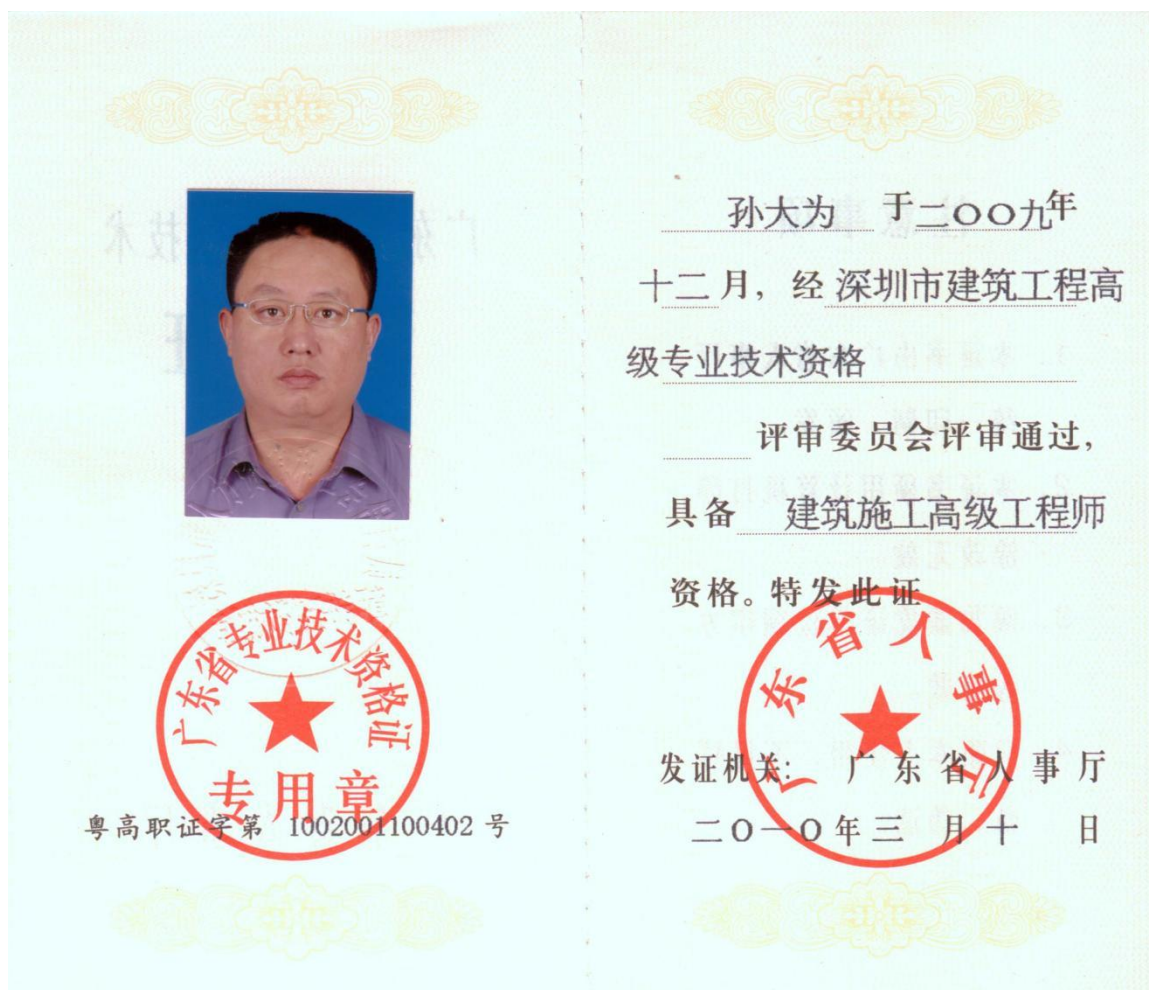 广东省专业技术资格证
专用章
粤高职证字第 1002001100402 号
孙大为 于二〇〇九年
十二月，经深圳市建筑工程高
级专业技术资格
评审委员会评审通过，
具备 建筑施工高级工程师
资格。特发此证
广东省人事厅
发证机关： 广东省人事厅
二〇一〇年三 月十 日